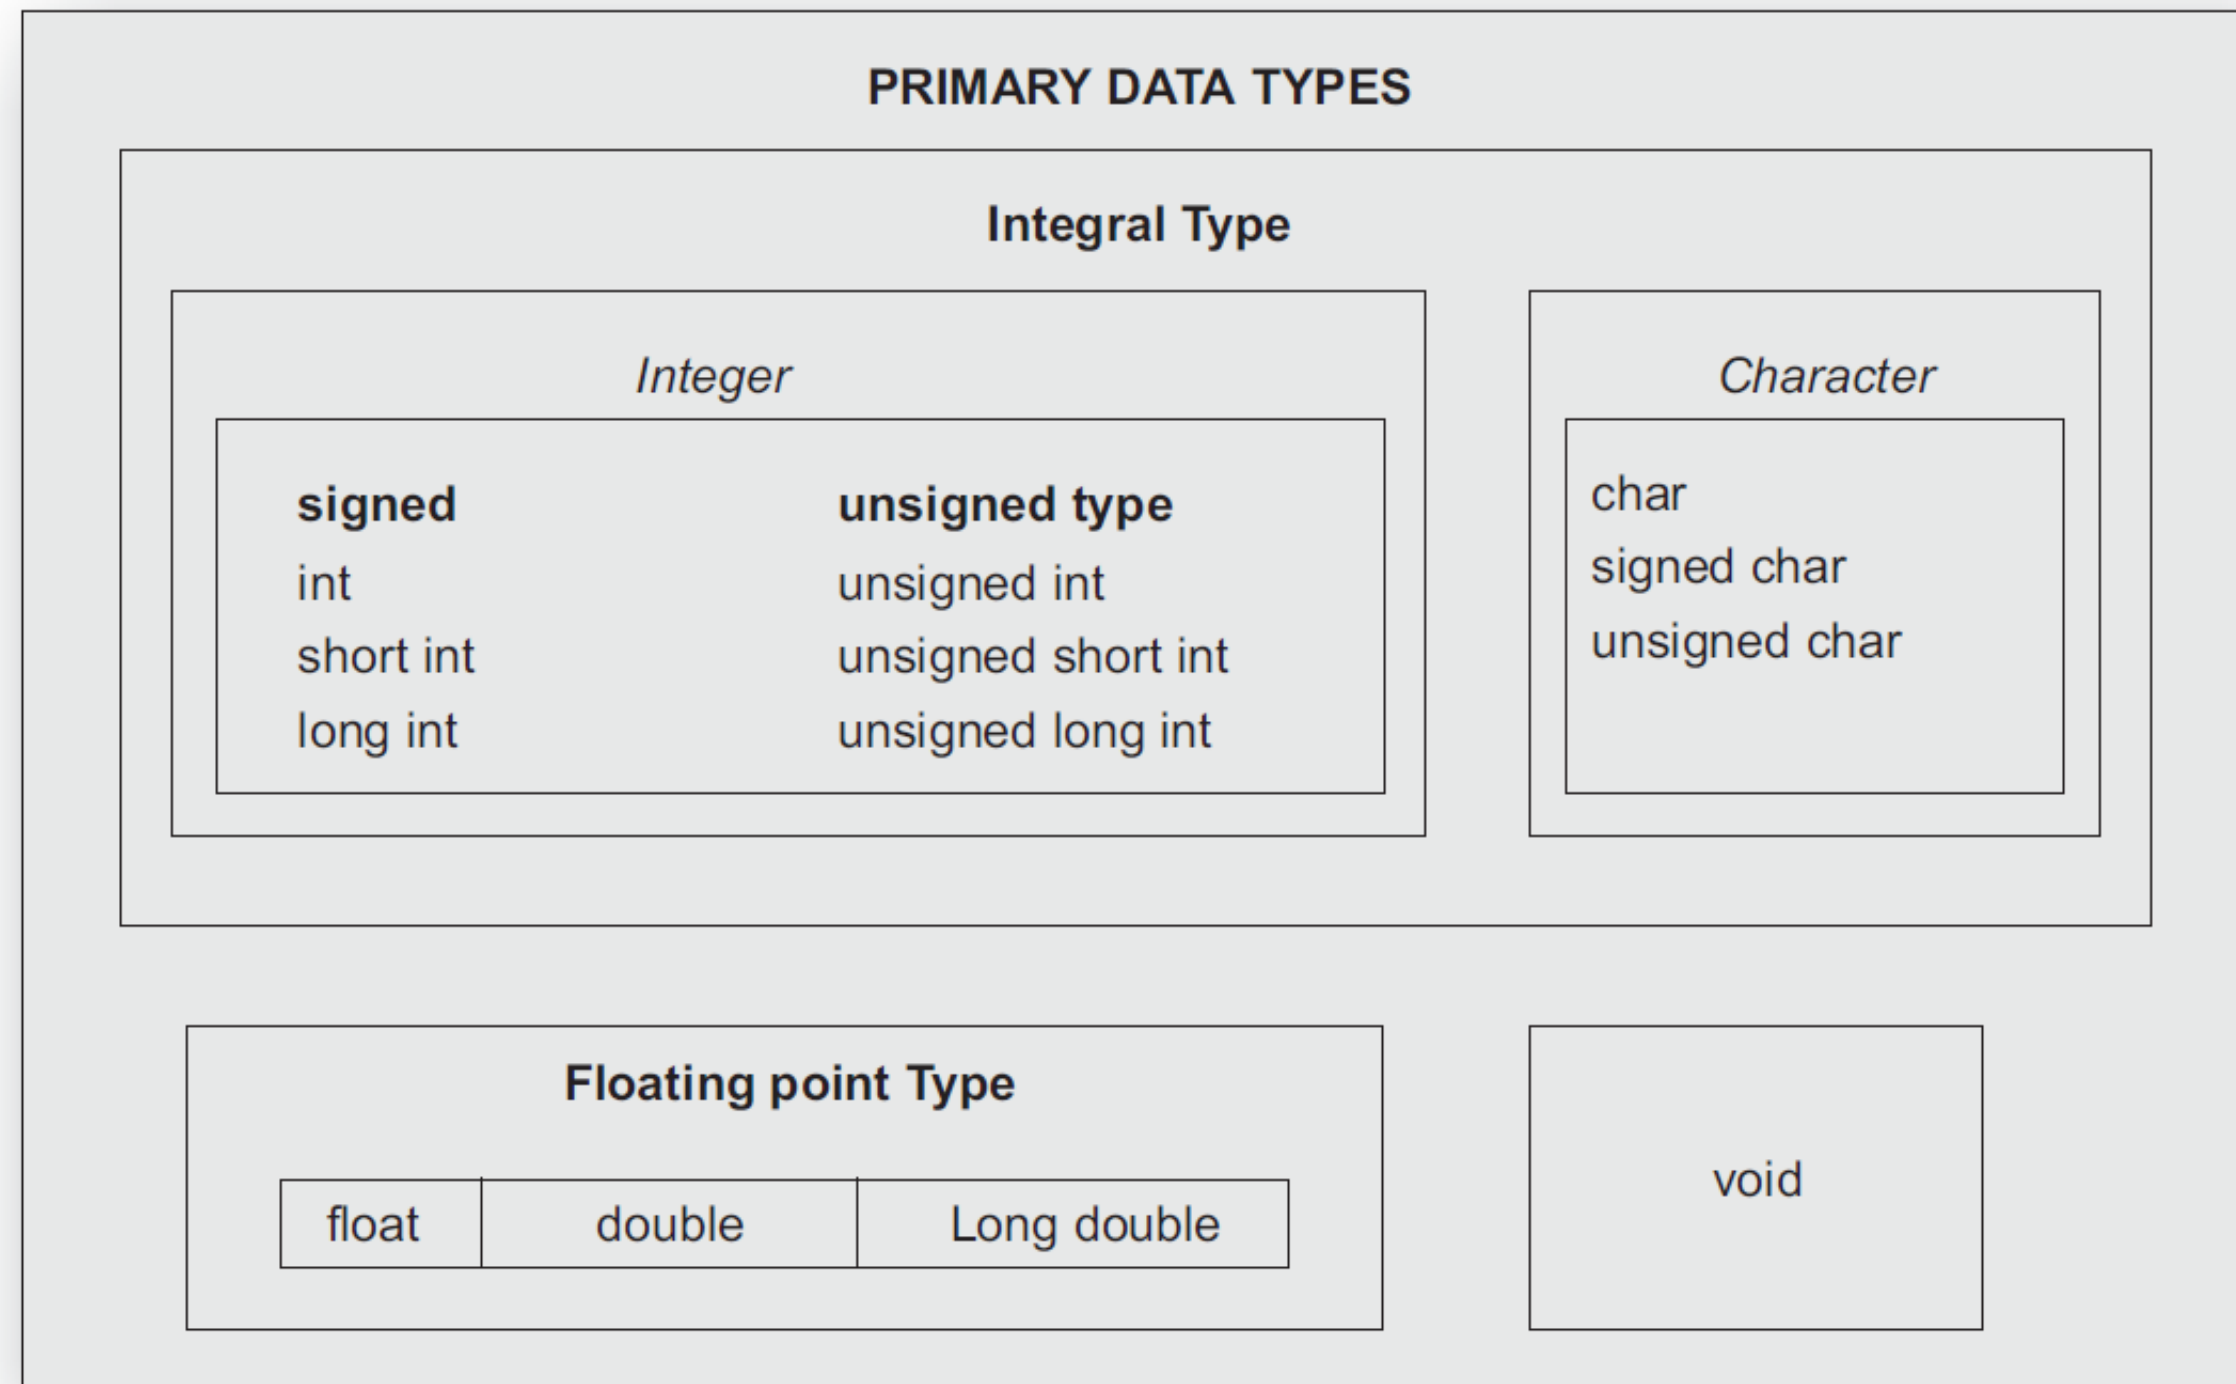 PRIMARY DATA TYPES
Integral Type
Integer
signed unsigned type
int unsigned int
short int unsigned short int
long int unsigned long int
Character
char
signed char
unsigned char
Floating point Type
float double Long double
void